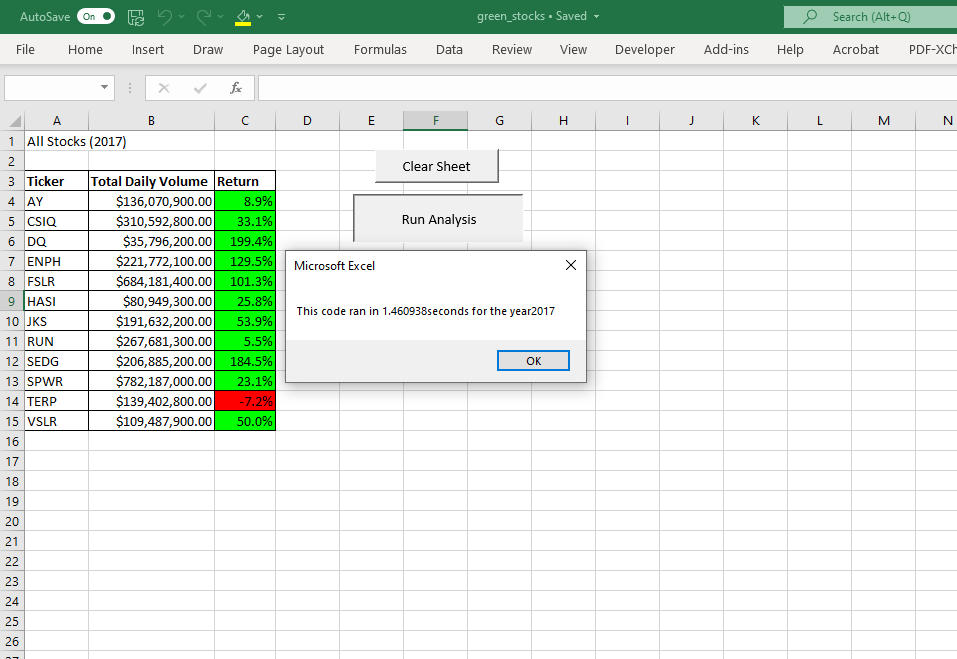 AutoSave On green_stocks • Saved Search (Alt+Q)
File Home Insert Draw Page Layout Formulas Data Review View Developer Add-ins Help Acrobat PDF-XCh
fx
A B C D E F G H I J K L M N
1 All Stocks (2017)
2
Clear Sheet
3 Ticker Total Daily Volume Return
4 AY $136,070,900.00 8.9%
5 CSIQ $310,592,800.00 33.1%
Run Analysis
6 DQ $35,796,200.00 199.4%
7 ENPH $221,772,100.00 129.5%
Microsoft Excel
8 FSLR $684,181,400.00 101.3%
9 HASI $80,949,300.00 25.8%
This code ran in 1.460938seconds for the year2017
10 JKS $191,632,200.00 53.9%
11 RUN $267,681,300.00 5.5%
12 SEDG $206,885,200.00 184.5%
OK
13 SPWR $782,187,000.00 23.1%
14 TERP $139,402,800.00 -7.2%
15 VSLR $109,487,900.00 50.0%
16
17
18
19
20
21
22
23
24
25
26